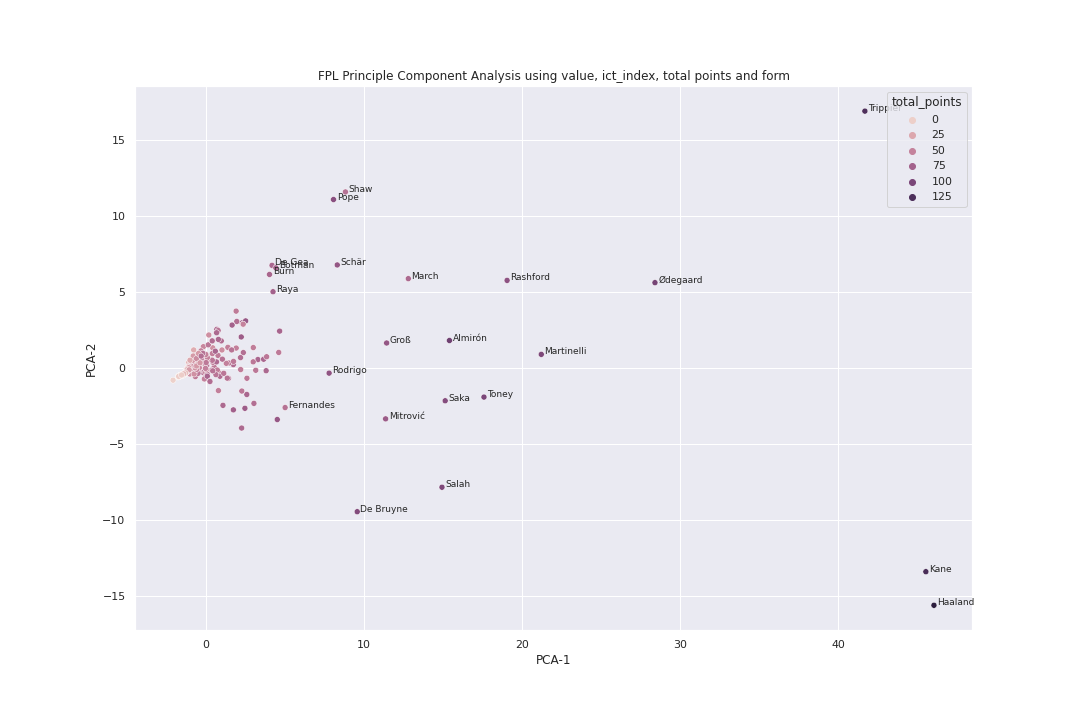 FPL Principle Component Analysis using value, ict_index, total points and form
Trippier
total_points
0
25
50
75
100
125
15
10
5
0
−5
−10
−15
PCA-2
Shaw
Pope
De Gea
Botman
Burn
Schär
Raya
March
Rashford
Ødegaard
Groß
Almirón
Martinelli
Rodrigo
Saka
Toney
Fernandes
Mitrović
Salah
De Bruyne
Kane
Haaland
0
10
20
30
40
PCA-1